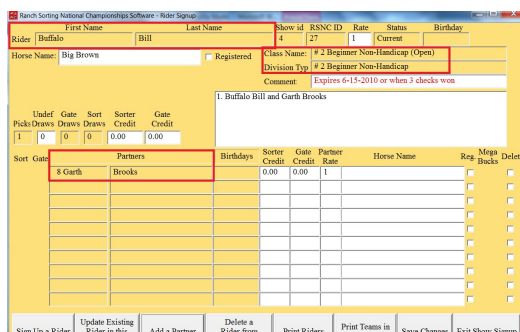 Ranch Sorting National Championships Software - Rider Signup
First Name Last Name Show id RSNC ID Rate Status Birthday
Rider Buffalo Bill 4 27 1 Current
Horse Name: Big Brown Registered Class Name: # 2 Beginner Non-Handicap (Open)
Division Typ # 2 Beginner Non-Handicap
Comment: Expires 6-15-2010 or when 3 checks won
1. Buffalo Bill and Garth Brooks
Undef Gate Sort Sorter Gate
Picks Draws Draws Draws Credit Credit
1 0 0 0 0.00 0.00
Sort Gate Partners Birthdays Sorter Credit Gate Credit Partner Rate Horse Name Reg. Mega Bucks Delet
8 Garth Brooks 0.00 0.00 1
Sign Up a Rider Update Existing Rider in this Add a Partner Delete a Rider from Print Riders Print Teams in Save Changes Exit Show Signup